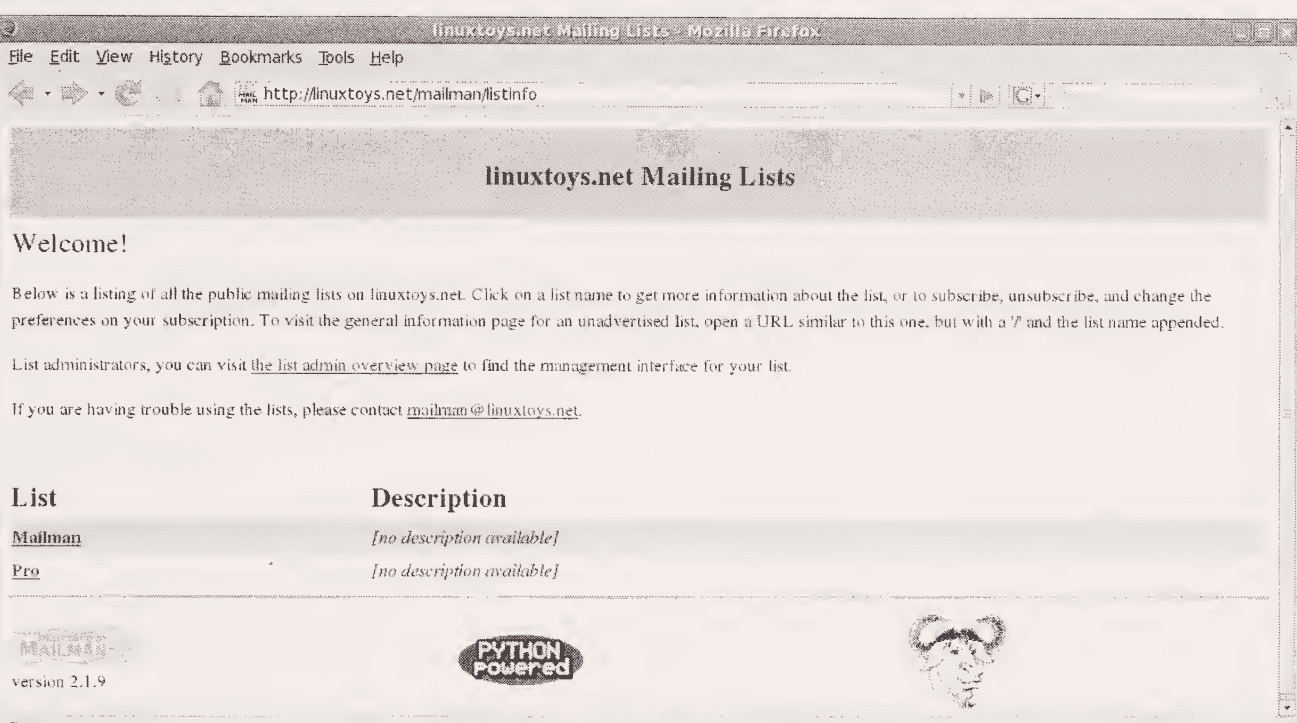 linuxtoys.net Mailing Lists - Mozilla Firefox
File Edit View History Bookmarks Tools Help
MAIL MAN http://linuxtoys.net/mailman/listinfo
linuxtoys.net Mailing Lists
Welcome!
Below is a listing of all the public mailing lists on linuxtoys.net. Click on a list name to get more information about the list, or to subscribe, unsubscribe, and change the
preferences on your subscription. To visit the general information page for an unadvertised list, open a URL similar to this one, but with a '/' and the list name appended.
List administrators, you can visit the list admin overview page to find the management interface for your list.
If you are having trouble using the lists, please contact mailman@linuxtoys.net.
List Description
Mailman [no description available]
Pro [no description available]
MAILMAN
PYTHON
Powered
version 2.1.9